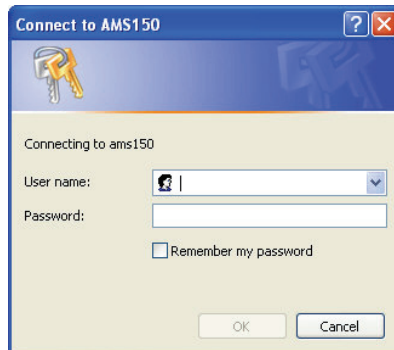 Connect to AMS150
Connecting to ams150
User name:
Password:
Remember my password
OK Cancel